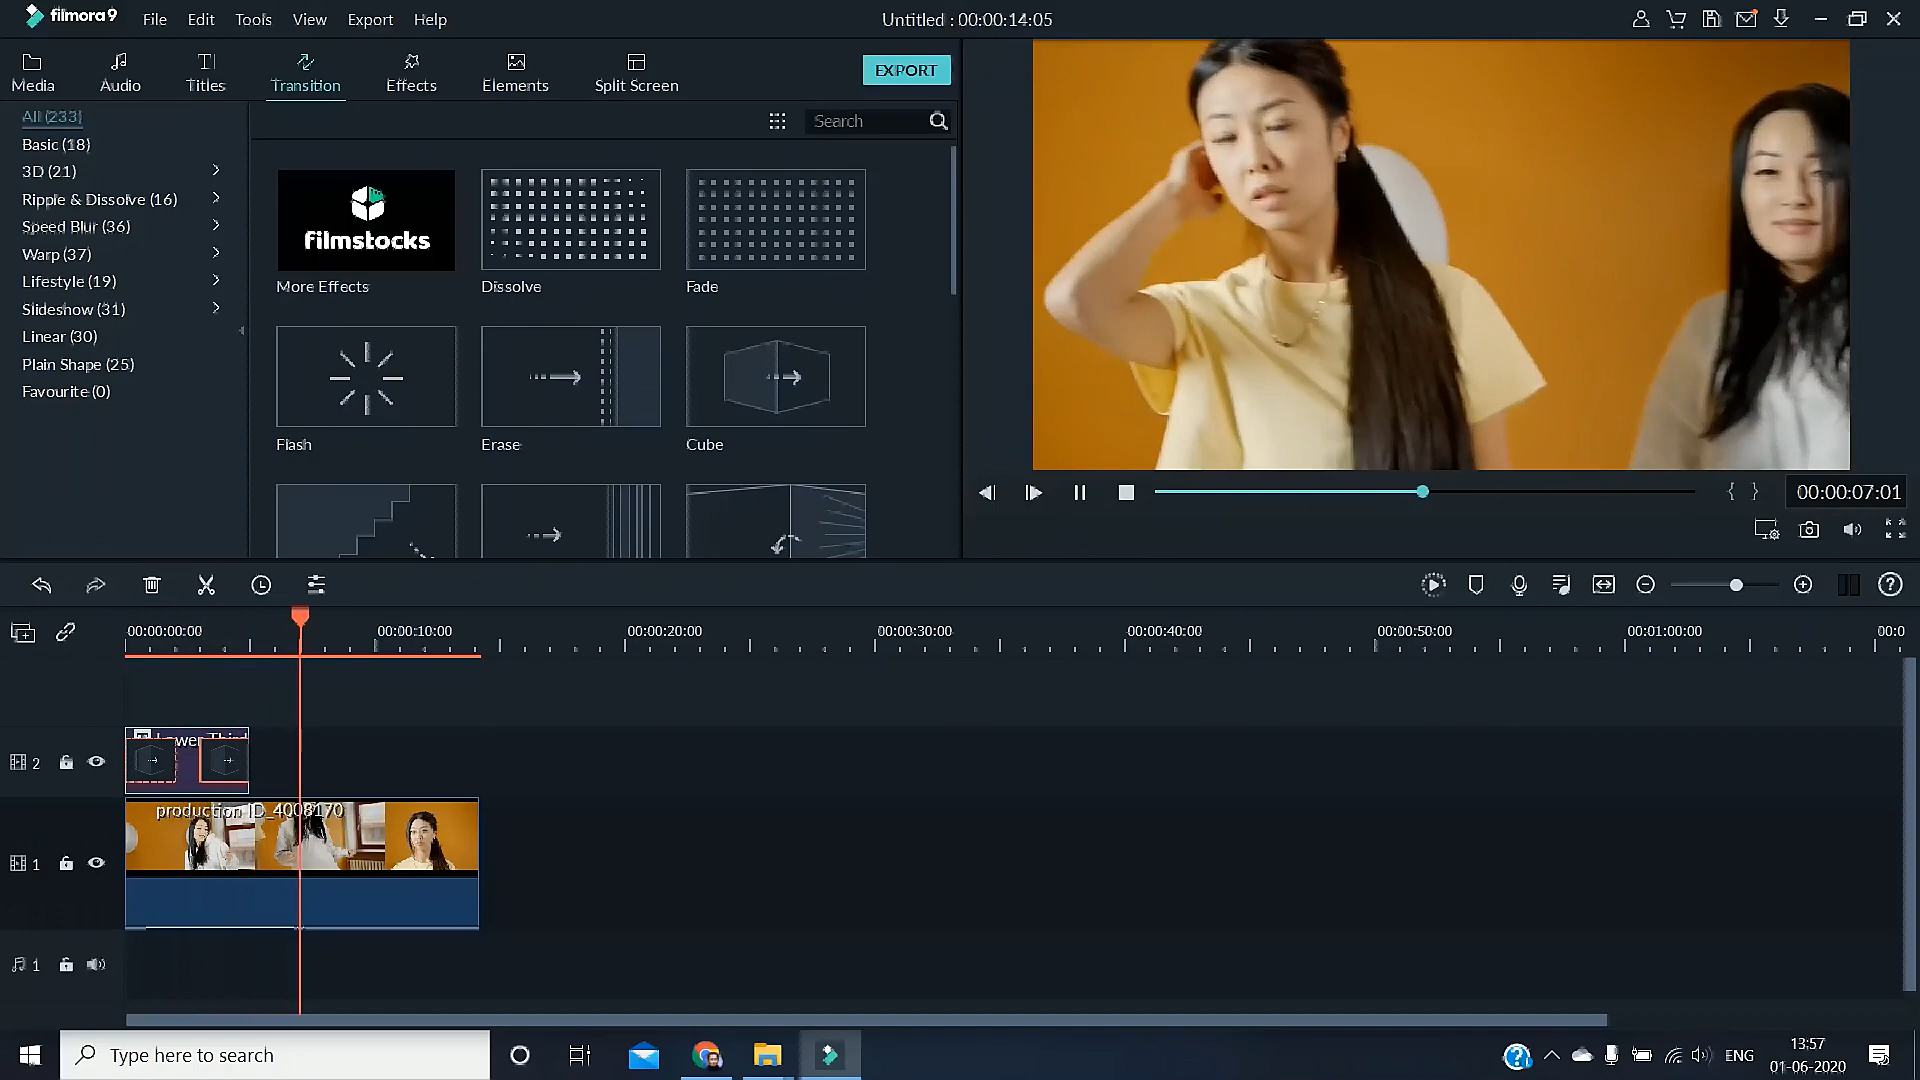 filmora9 File Edit Tools View Export Help Untitled : 00:00:14:05
Media Audio Titles Transition Effects Elements Split Screen EXPORT
All (233)
Basic (18)
3D (21)
Ripple & Dissolve (16)
Speed Blur (36)
Warp (37)
Lifestyle (19)
Slideshow (31)
Linear (30)
Plain Shape (25)
Favourite (0)
Search
filmstocks
More Effects Dissolve Fade
Flash Erase Cube
{ } 00:00:07:01
00:00:00:00 00:00:10:00 00:00:20:00 00:00:30:00 00:00:40:00 00:00:50:00 00:01:00:00 00:0
2 Lower Third
1 production ID_4008170
1
Type here to search
ENG
13:57
01-06-2020